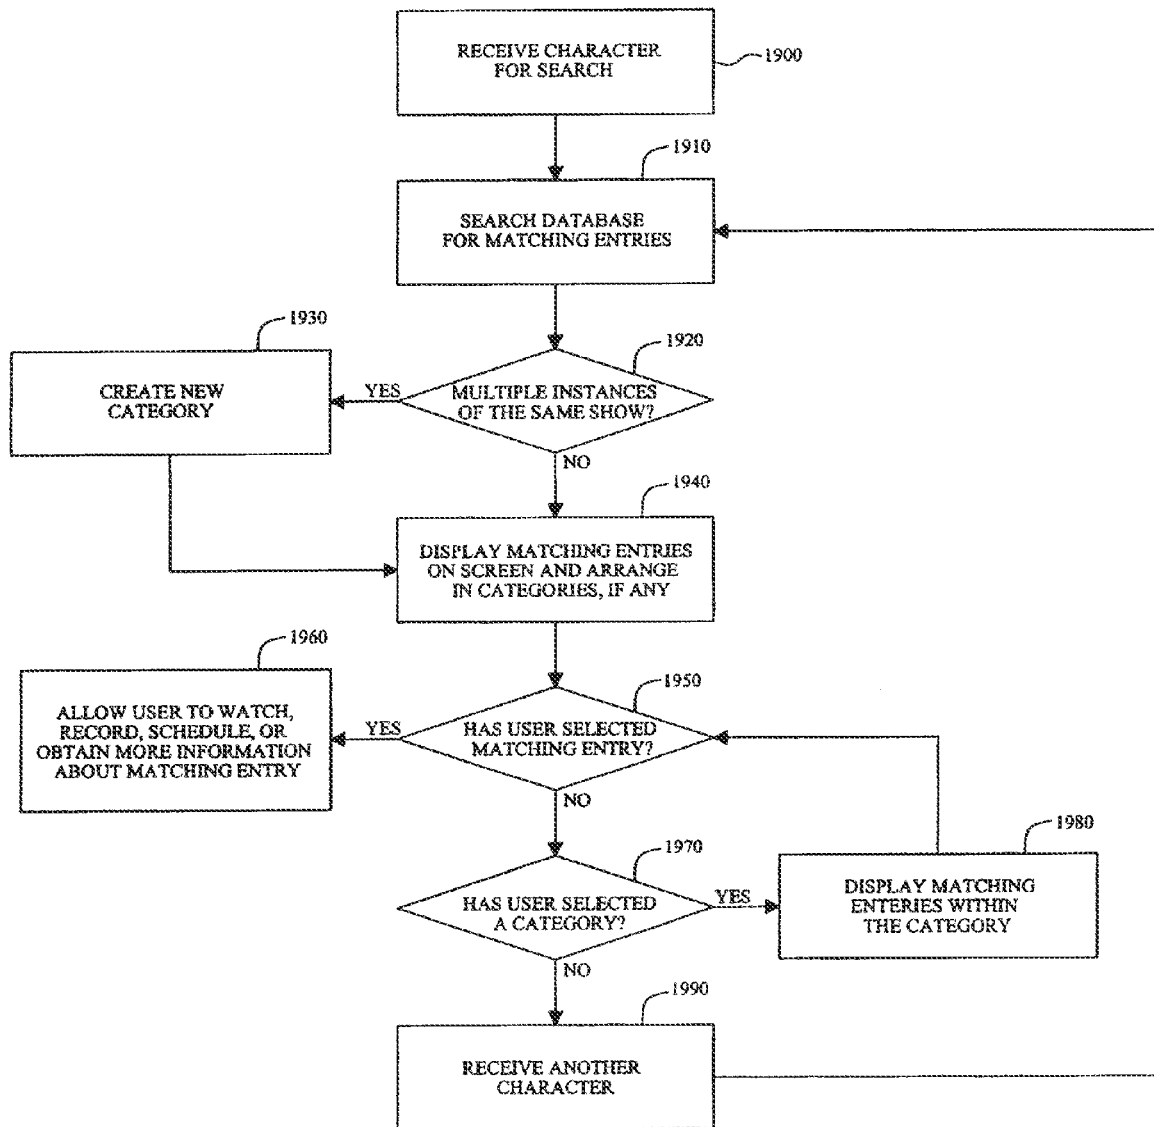 RECEIVE CHARACTER
FOR SEARCH
1900
1910
SEARCH DATABASE
FOR MATCHING ENTRIES
1930
1920
CREATE NEW
CATEGORY
YES
MULTIPLE INSTANCES
OF THE SAME SHOW?
NO
1940
DISPLAY MATCHING ENTRIES
ON SCREEN AND ARRANGE
IN CATEGORIES, IF ANY
1960
1950
ALLOW USER TO WATCH,
RECORD, SCHEDULE, OR
OBTAIN MORE INFORMATION
ABOUT MATCHING ENTRY
YES
HAS USER SELECTED
MATCHING ENTRY?
NO
1980
1970
HAS USER SELECTED
A CATEGORY?
YES
DISPLAY MATCHING
ENTERIES WITHIN
THE CATEGORY
NO
1990
RECEIVE ANOTHER
CHARACTER